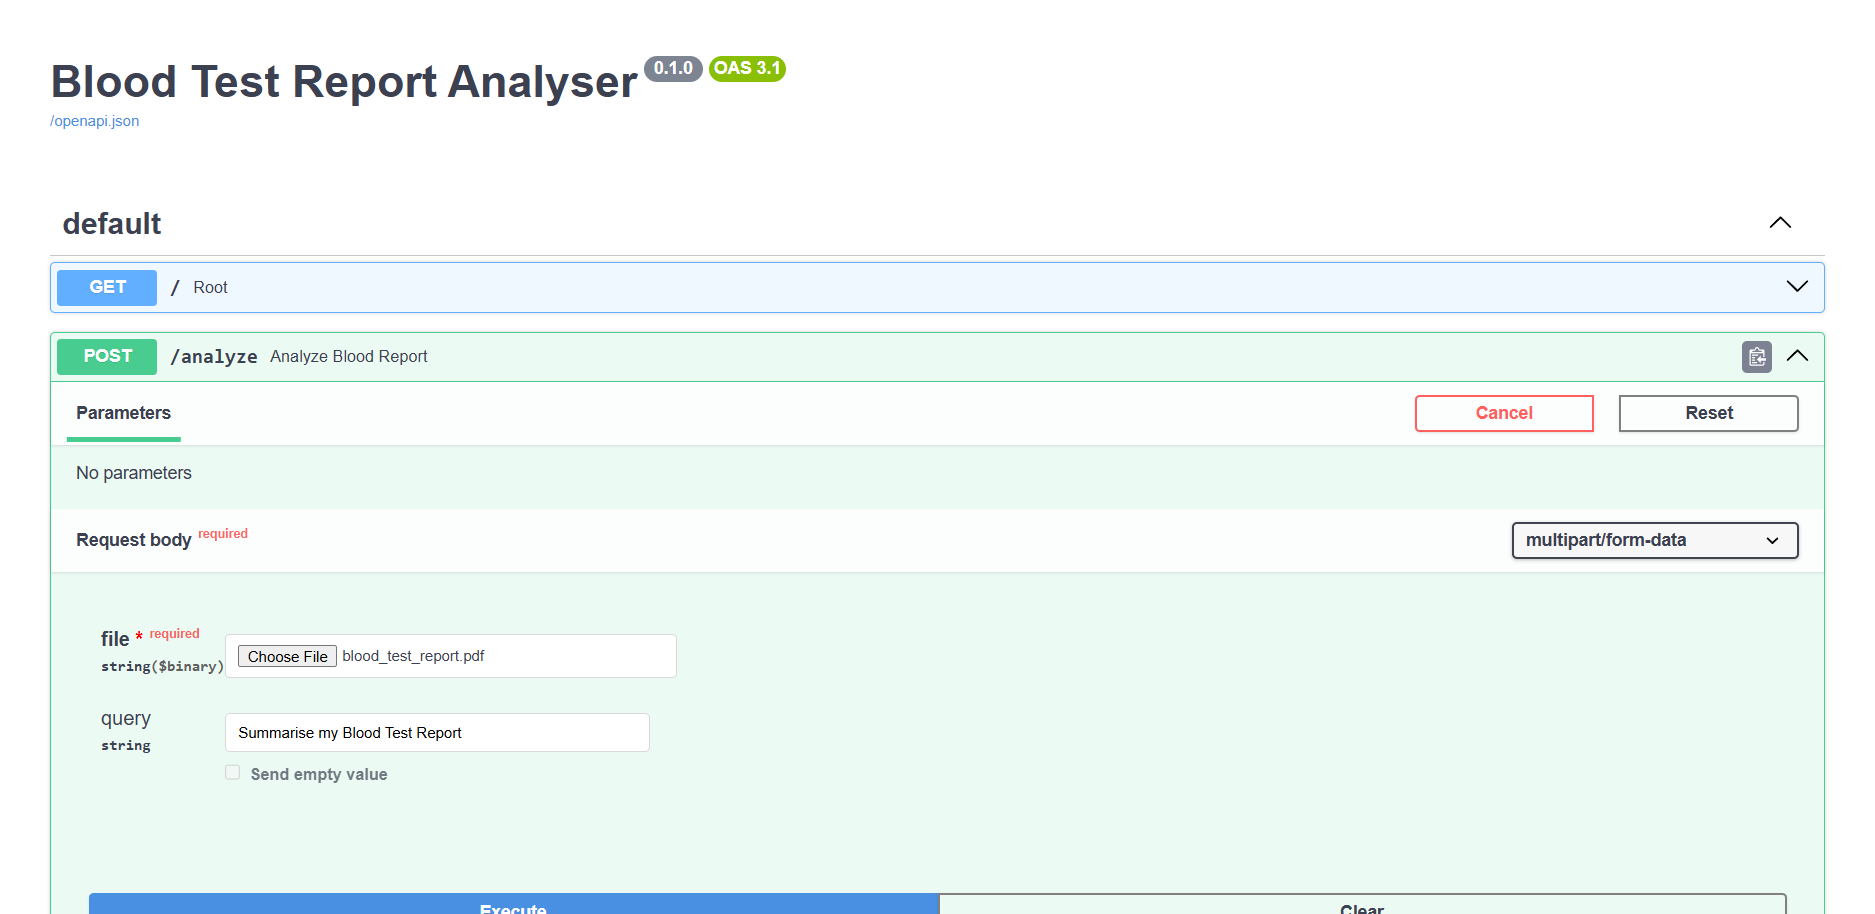 Blood Test Report Analyser 0.1.0 OAS 3.1
/openapi.json
default
GET / Root
POST /analyze Analyze Blood Report
Parameters Cancel Reset
No parameters
Request body required multipart/form-data
file * required
string($binary) Choose File blood_test_report.pdf
query
string Summarise my Blood Test Report
Send empty value
Execute Clear